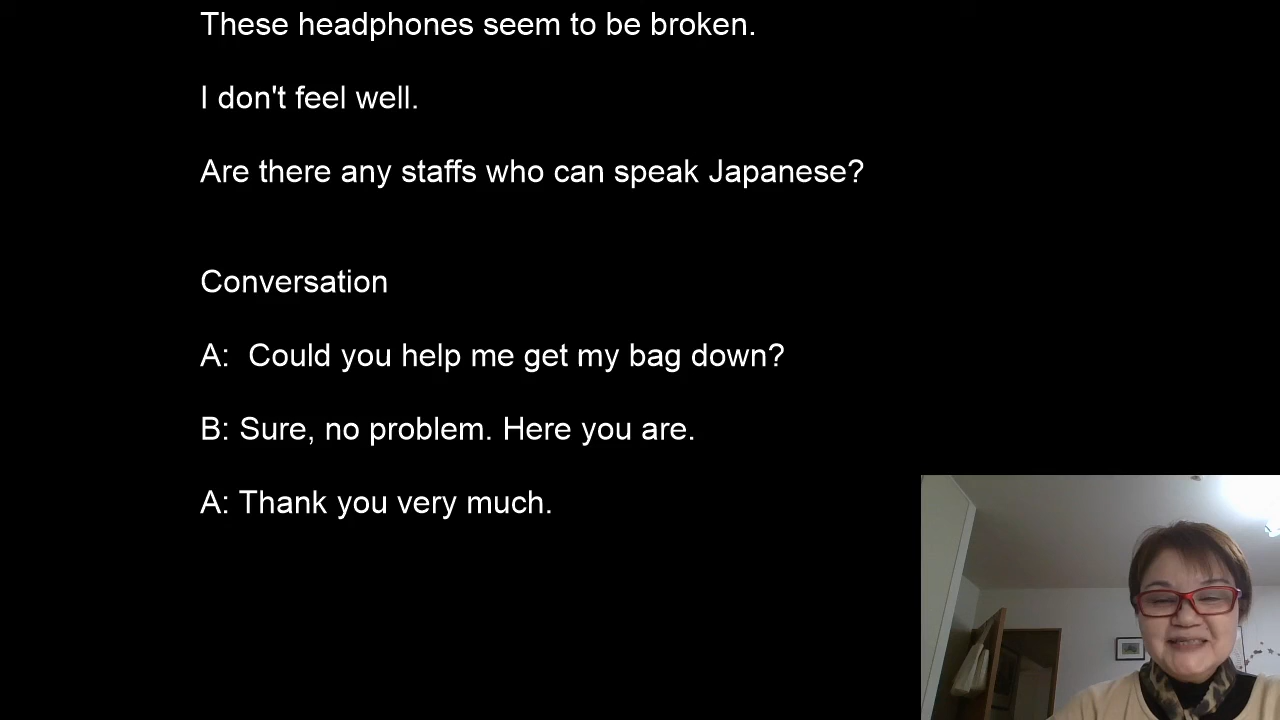 These headphones seem to be broken.
I don't feel well.
Are there any staffs who can speak Japanese?
Conversation
A:  Could you help me get my bag down?
B: Sure, no problem. Here you are.
A: Thank you very much.